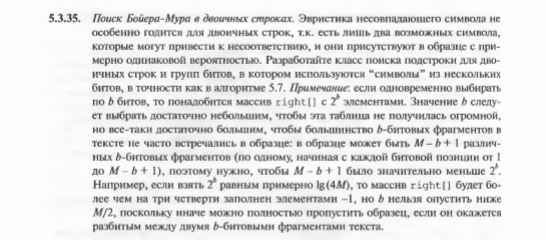 5.3.35. Поиск Бойера-Мура в двоичных строках. Эвристика несовпадающего символа не
особенно годится для двоичных строк, т.к. есть лишь два возможных символа,
которые могут привести к несоответствию, и они присутствуют в образце с при-
мерно одинаковой вероятностью. Разработайте класс поиска подстроки для дво-
ичных строк и групп битов, в котором используются “символы” из нескольких
битов, в точности как в алгоритме 5.7. Примечание: если одновременно выбирать
по b битов, то понадобится массив right[] с 2^b элементами. Значение b следу-
ет выбрать достаточно небольшим, чтобы эта таблица не получилась огромной,
но все-таки достаточно большим, чтобы большинство b-битовых фрагментов в
тексте не часто встречались в образце: в образце может быть M – b + 1 различ-
ных b-битовых фрагментов (по одному, начиная с каждой битовой позиции от 1
до M – b + 1), поэтому нужно, чтобы M – b + 1 было значительно меньше 2^b.
Например, если взять 2^b равным примерно lg(4M), то массив right[] будет бо-
лее чем на три четверти заполнен элементами –1, но b нельзя опустить ниже
M/2, поскольку иначе можно полностью пропустить образец, если он окажется
разбитым между двумя b-битовыми фрагментами текста.